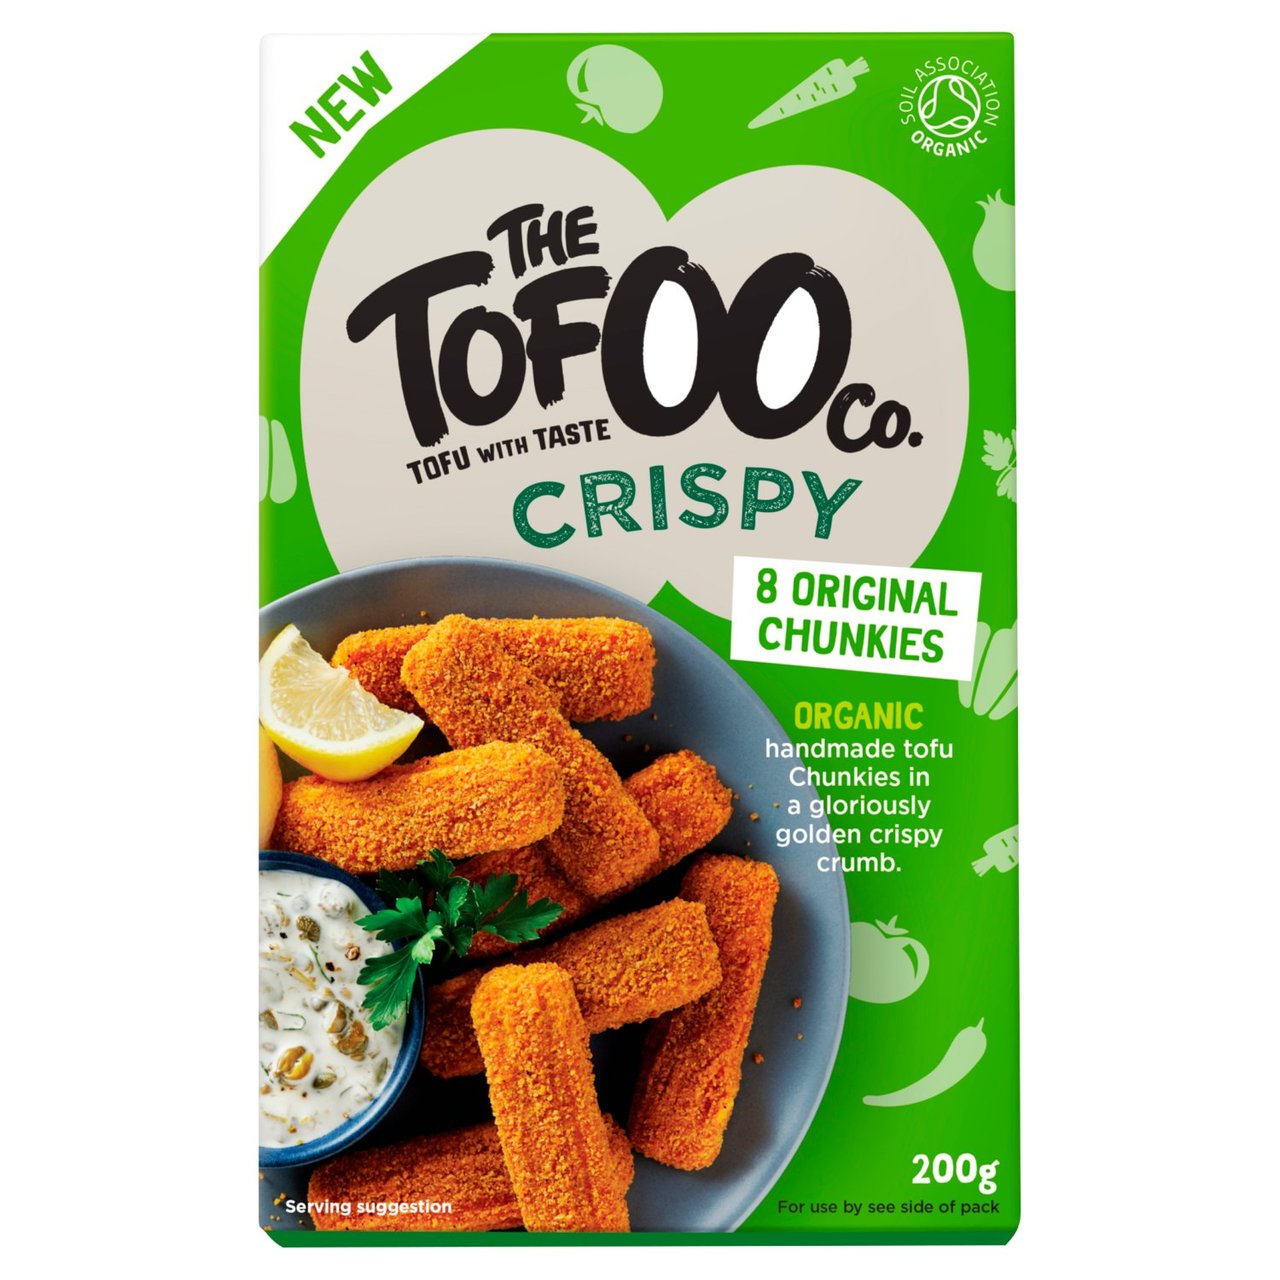 NEW
SOIL ASSOCIATION
ORGANIC
THE
TOFOO Co.
TOFU WITH TASTE
CRISPY
8 ORIGINAL
CHUNKIES
ORGANIC
handmade tofu
Chunkies in
a gloriously
golden crispy
crumb.
200g
Serving suggestion
For use by see side of pack